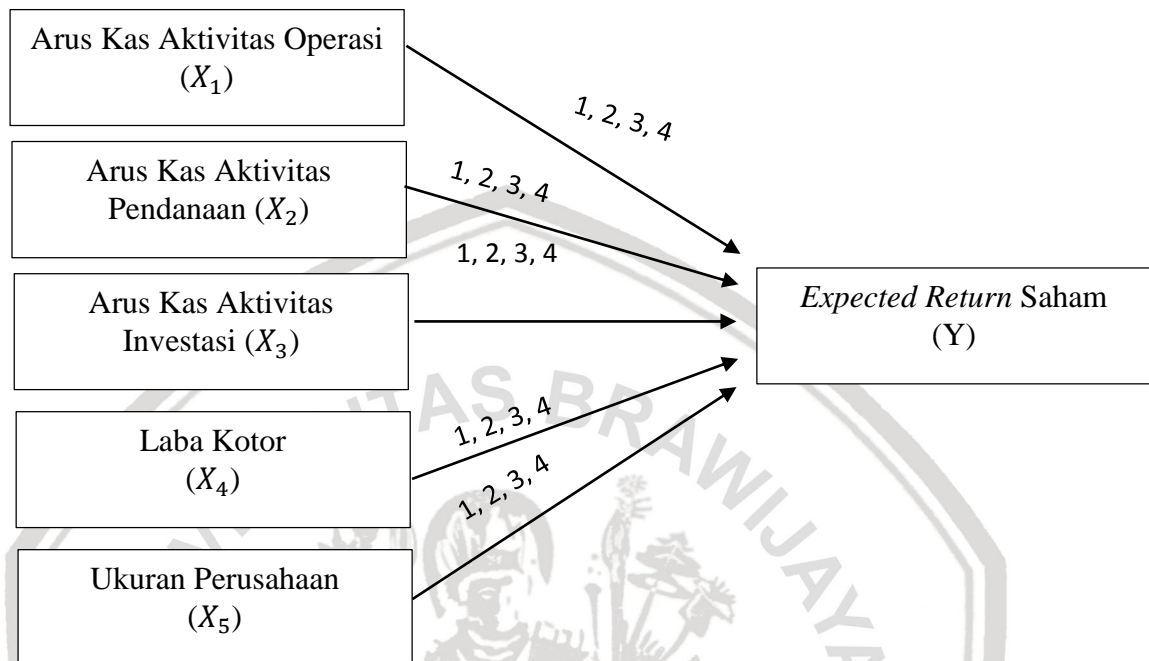 Arus Kas Aktivitas Operasi
(X₁)
1, 2, 3, 4
Arus Kas Aktivitas
Pendanaan (X₂)
1, 2, 3, 4
1, 2, 3, 4
Arus Kas Aktivitas
Investasi (X₃)
Expected Return Saham
(Y)
Laba Kotor
(X₄)
1, 2, 3, 4
1, 2, 3, 4
Ukuran Perusahaan
(X₅)
ITAS BRAWIJAYA